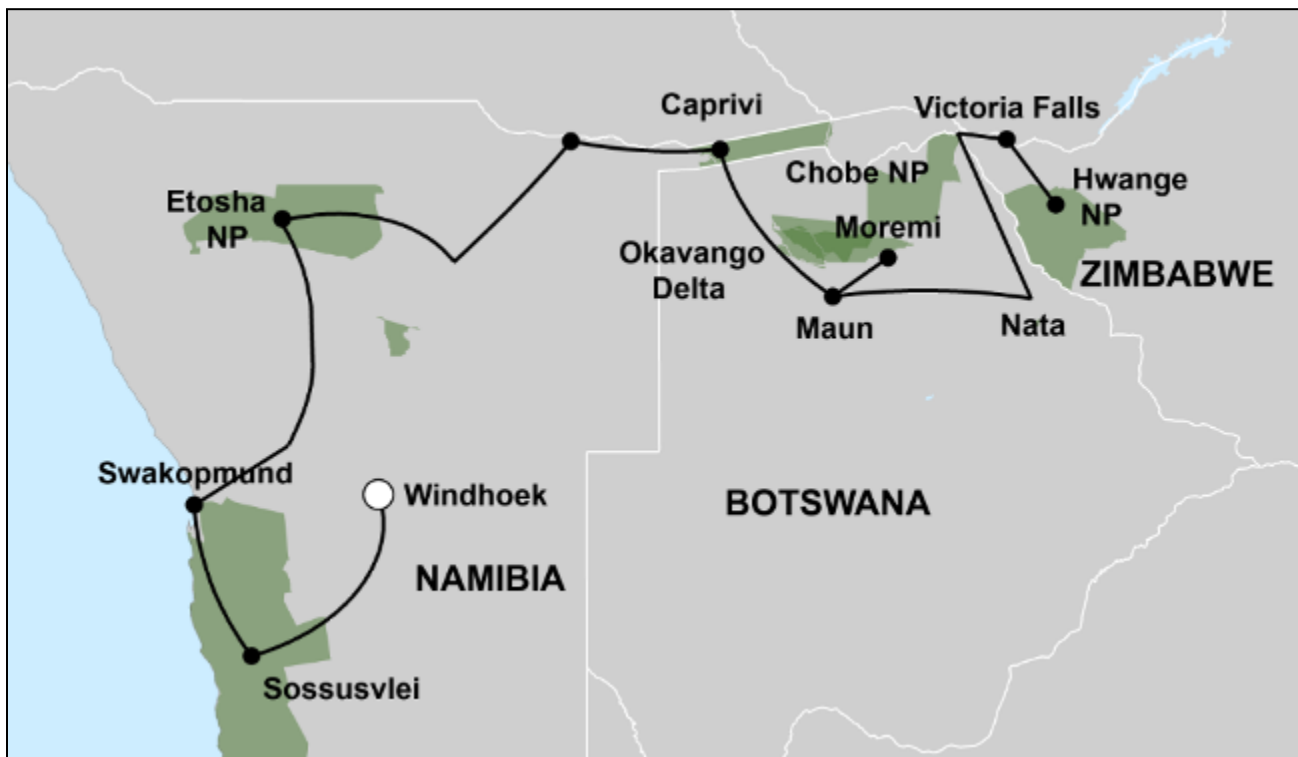 Caprivi
Victoria Falls
Etosha
NP
Chobe NP
Hwange
NP
Moremi
Okavango
Delta
ZIMBABWE
Maun
Nata
Swakopmund
Windhoek
BOTSWANA
NAMIBIA
Sossusvlei